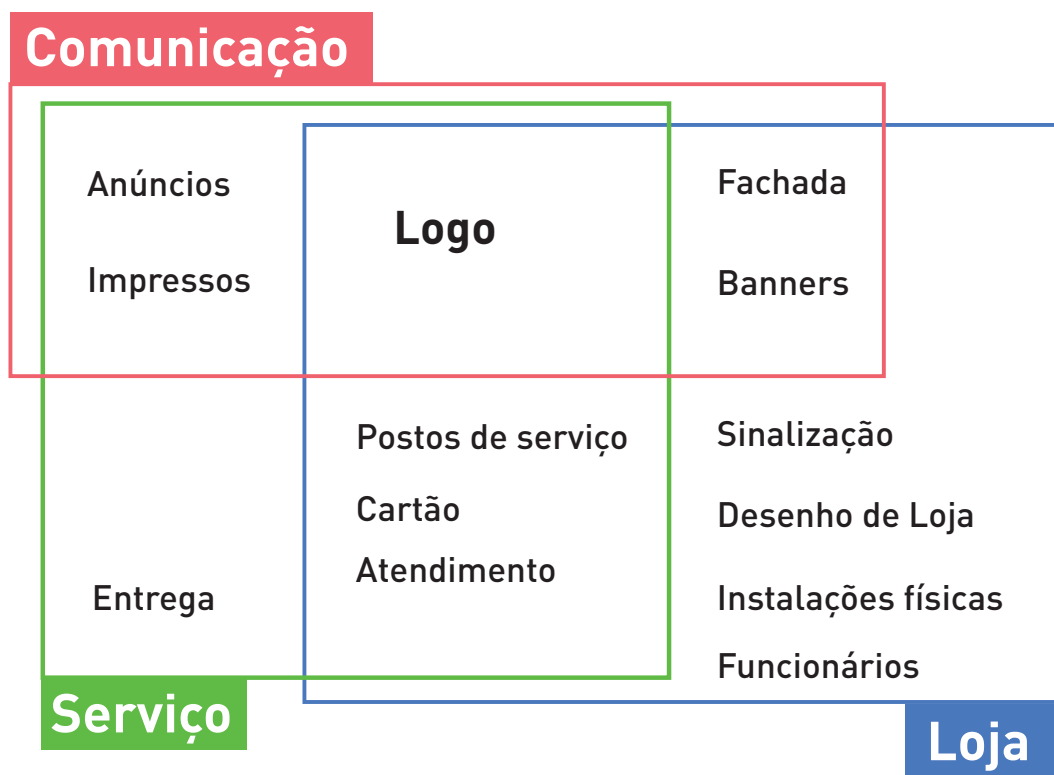 Comunicação
Anúncios
Impressos
Logo
Fachada
Banners
Postos de serviço
Cartão
Atendimento
Sinalização
Desenho de Loja
Instalações físicas
Funcionários
Entrega
Serviço
Loja